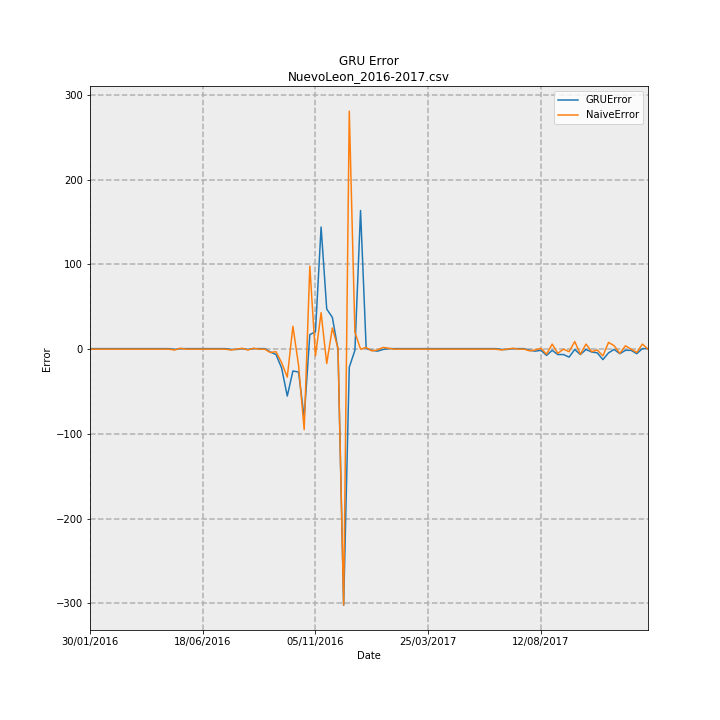 GRU Error
NuevoLeon_2016-2017.csv
GRUError
NaiveError
300
200
100
0
−100
−200
−300
Error
30/01/2016
18/06/2016
05/11/2016
25/03/2017
12/08/2017
Date